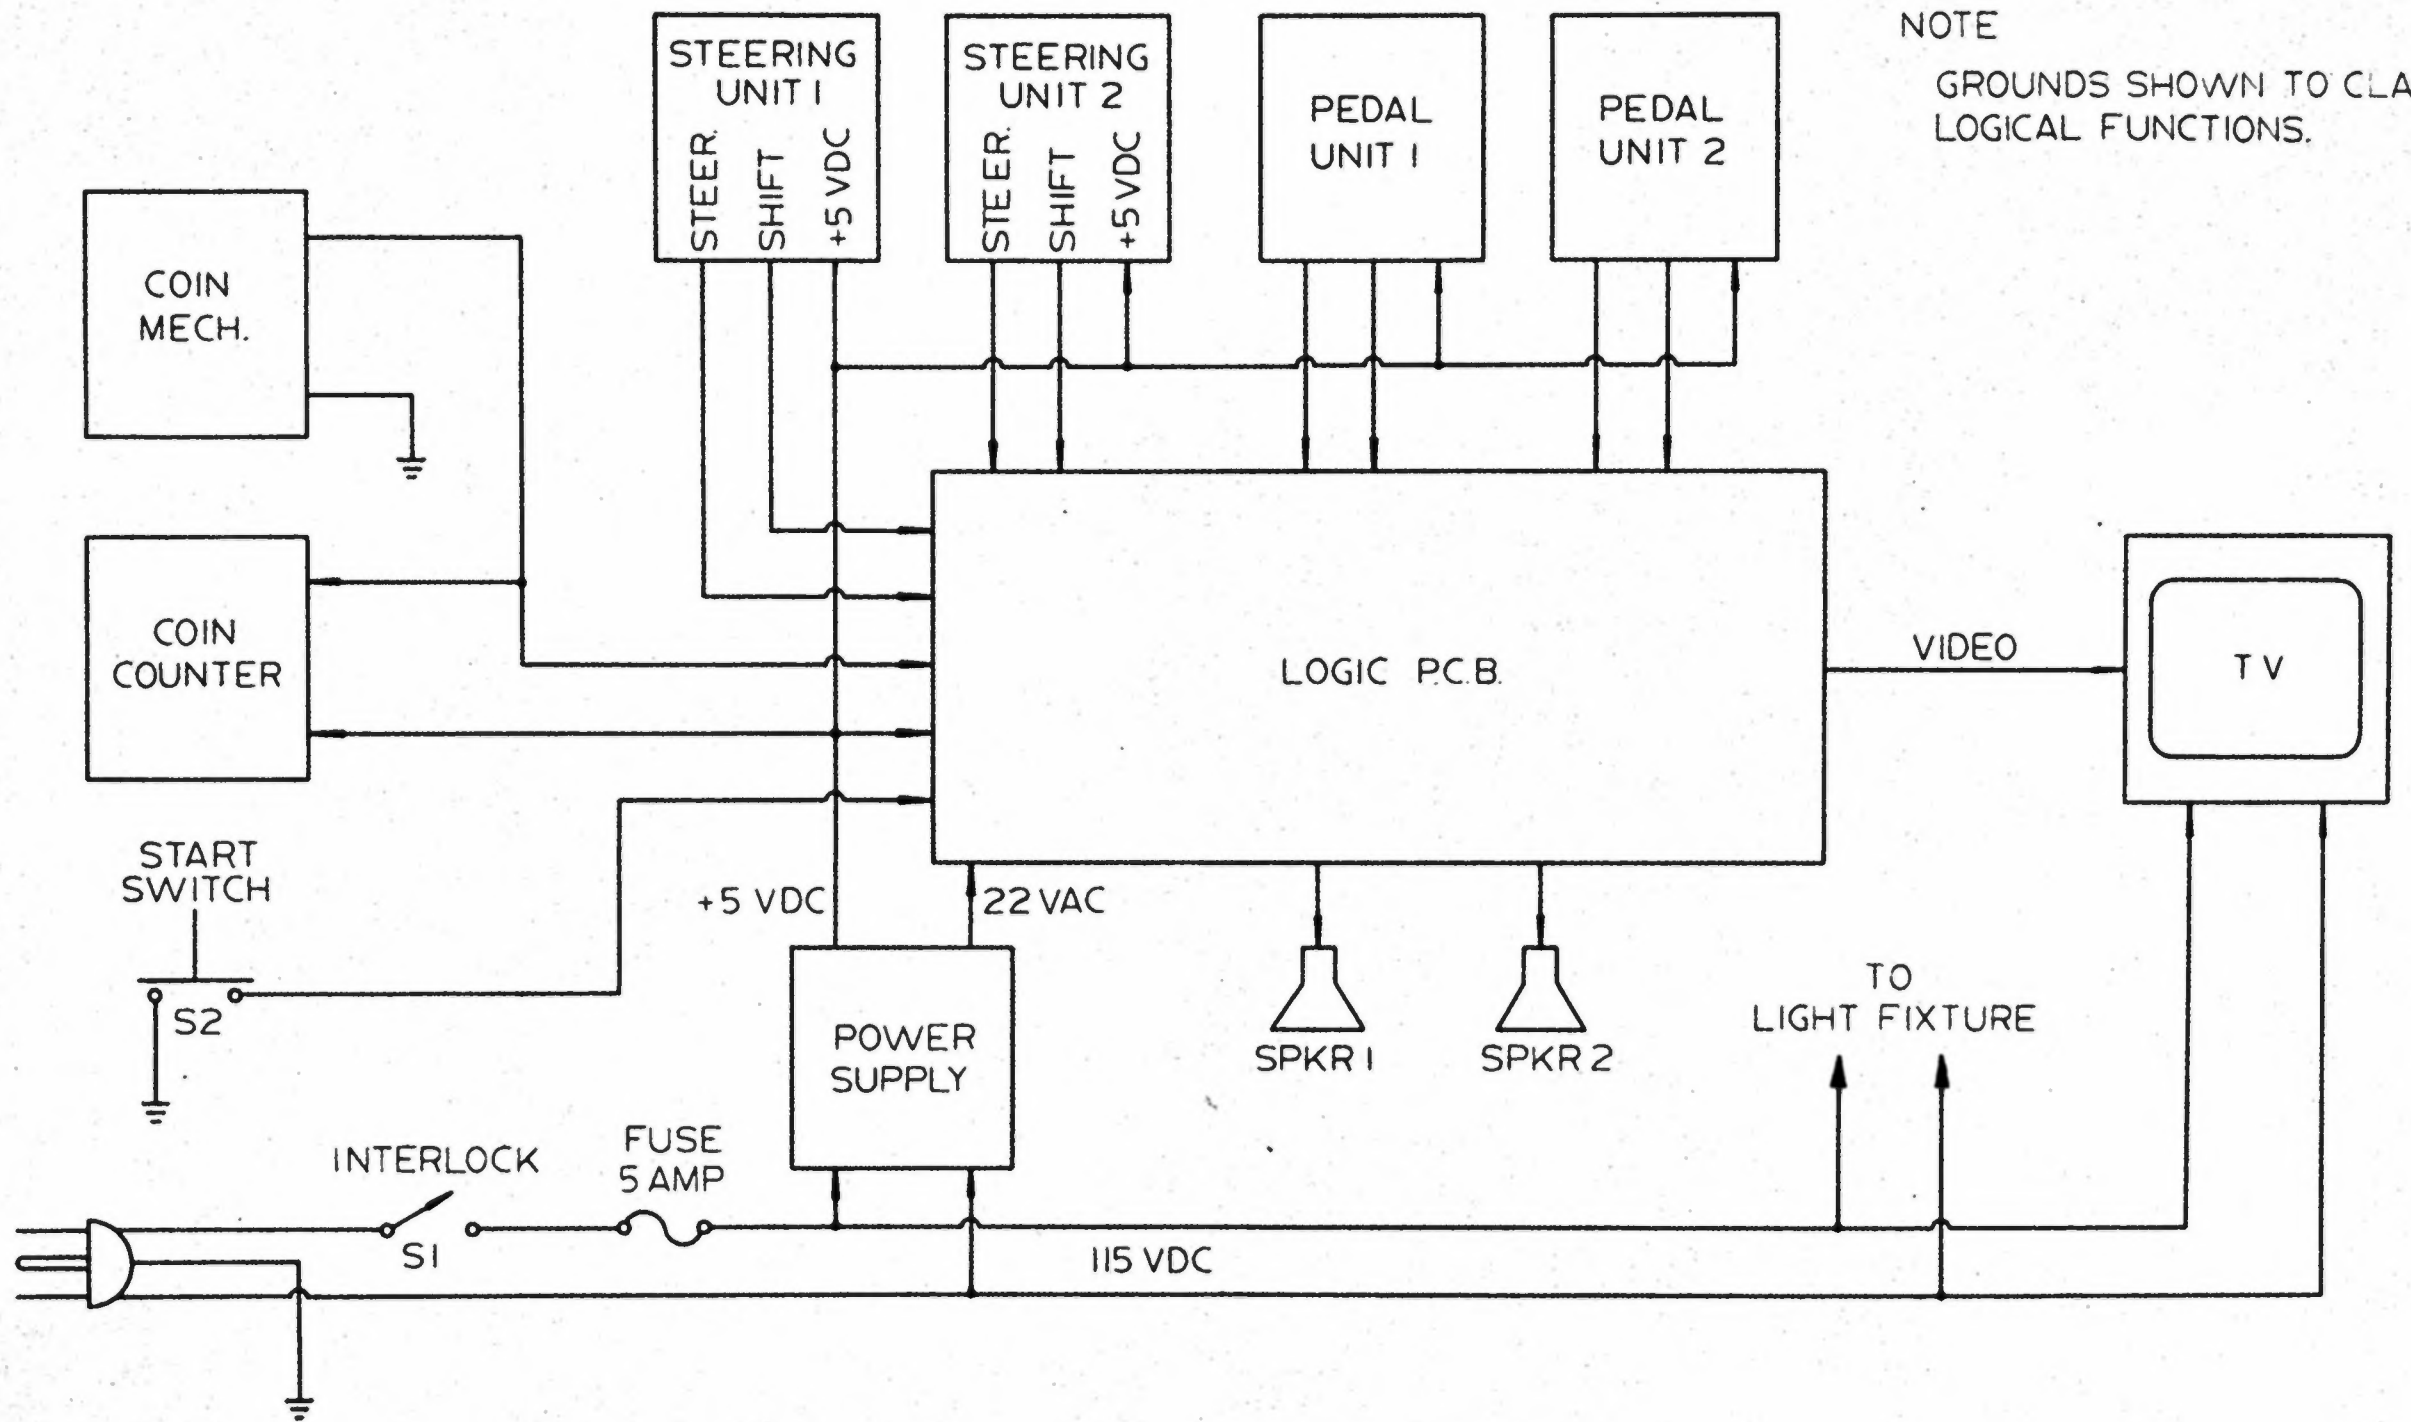 NOTE
GROUNDS SHOWN TO CLA
LOGICAL FUNCTIONS.
STEERING
UNIT 1
STEER.
SHIFT
+5 VDC
STEERING
UNIT 2
STEER.
SHIFT
+5 VDC
PEDAL
UNIT 1
PEDAL
UNIT 2
COIN
MECH.
COIN
COUNTER
LOGIC P.C.B.
VIDEO
TV
START
SWITCH
S2
+5 VDC
22 VAC
POWER
SUPPLY
SPKR 1
SPKR 2
TO
LIGHT FIXTURE
INTERLOCK
S1
FUSE
5 AMP
115 VDC